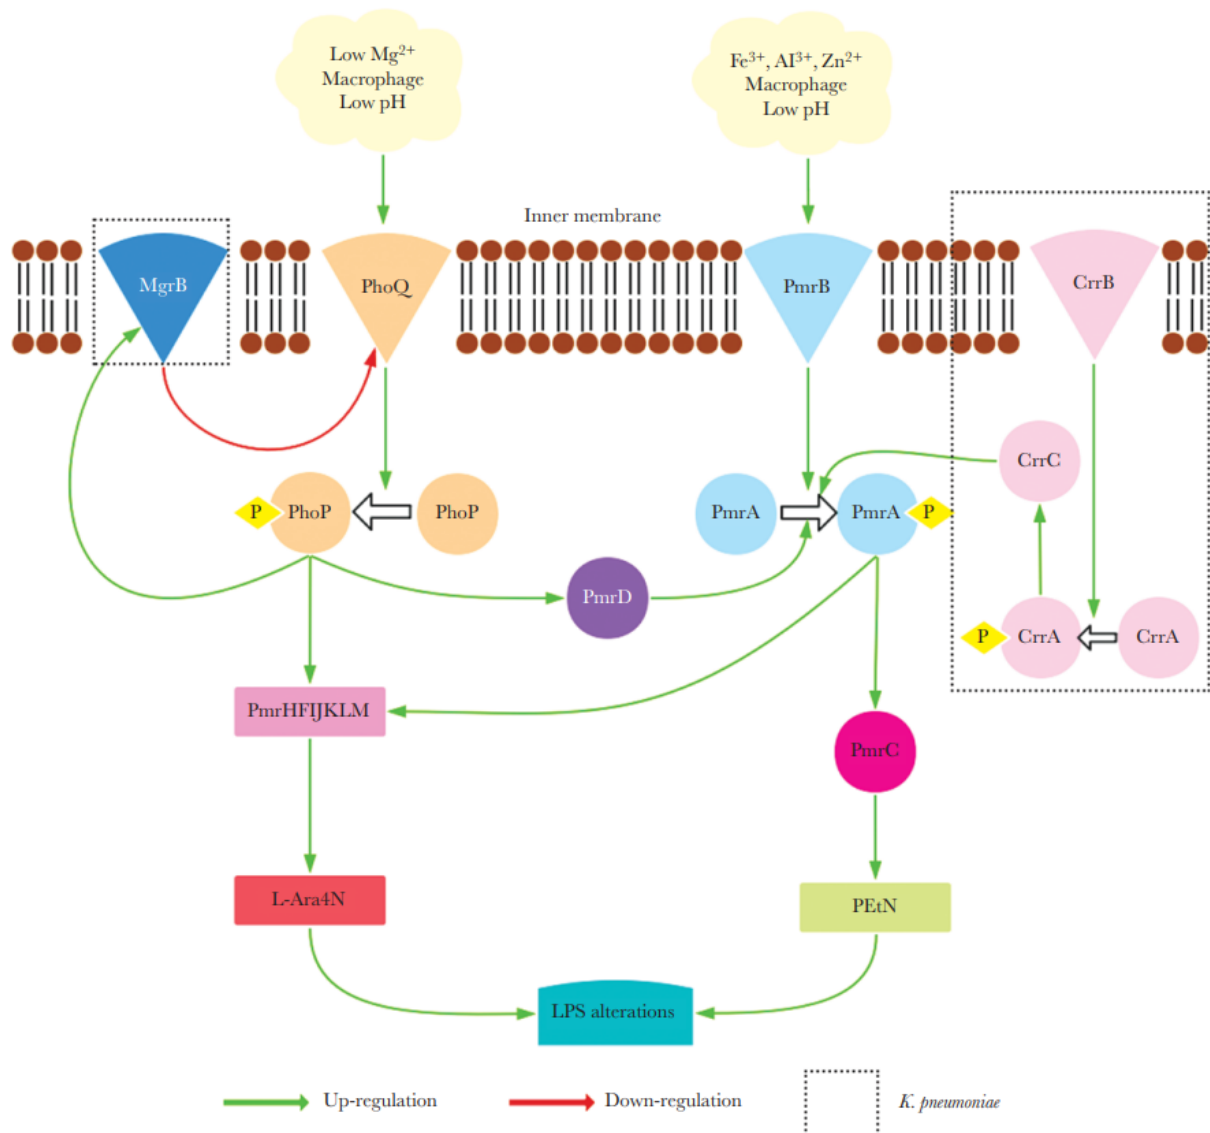 Low Mg²⁺
Macrophage
Low pH
Fe³⁺, AI³⁺, Zn²⁺
Macrophage
Low pH
Inner membrane
MgrB
PhoQ
PmrB
CrrB
CrrC
P
PhoP
PhoP
PmrA
PmrA
P
PmrD
P
CrrA
CrrA
PmrHFIJKLM
PmrC
L-Ara4N
PEtN
LPS alterations
Up-regulation
Down-regulation
K. pneumoniae